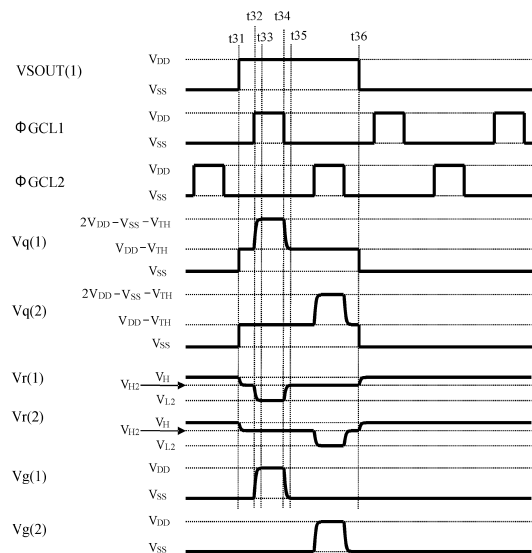 t32 t34
t31 t33 t35 t36
VSOUT(1) VDD
VSS
ΦGCL1 VDD
VSS
ΦGCL2 VDD
VSS
Vq(1) 2VDD−VSS−VTH
VDD−VTH
VSS
Vq(2) 2VDD−VSS−VTH
VDD−VTH
VSS
Vr(1) VH
VH2
VL2
Vr(2) VH
VH2
VL2
Vg(1) VDD
VSS
Vg(2) VDD
VSS